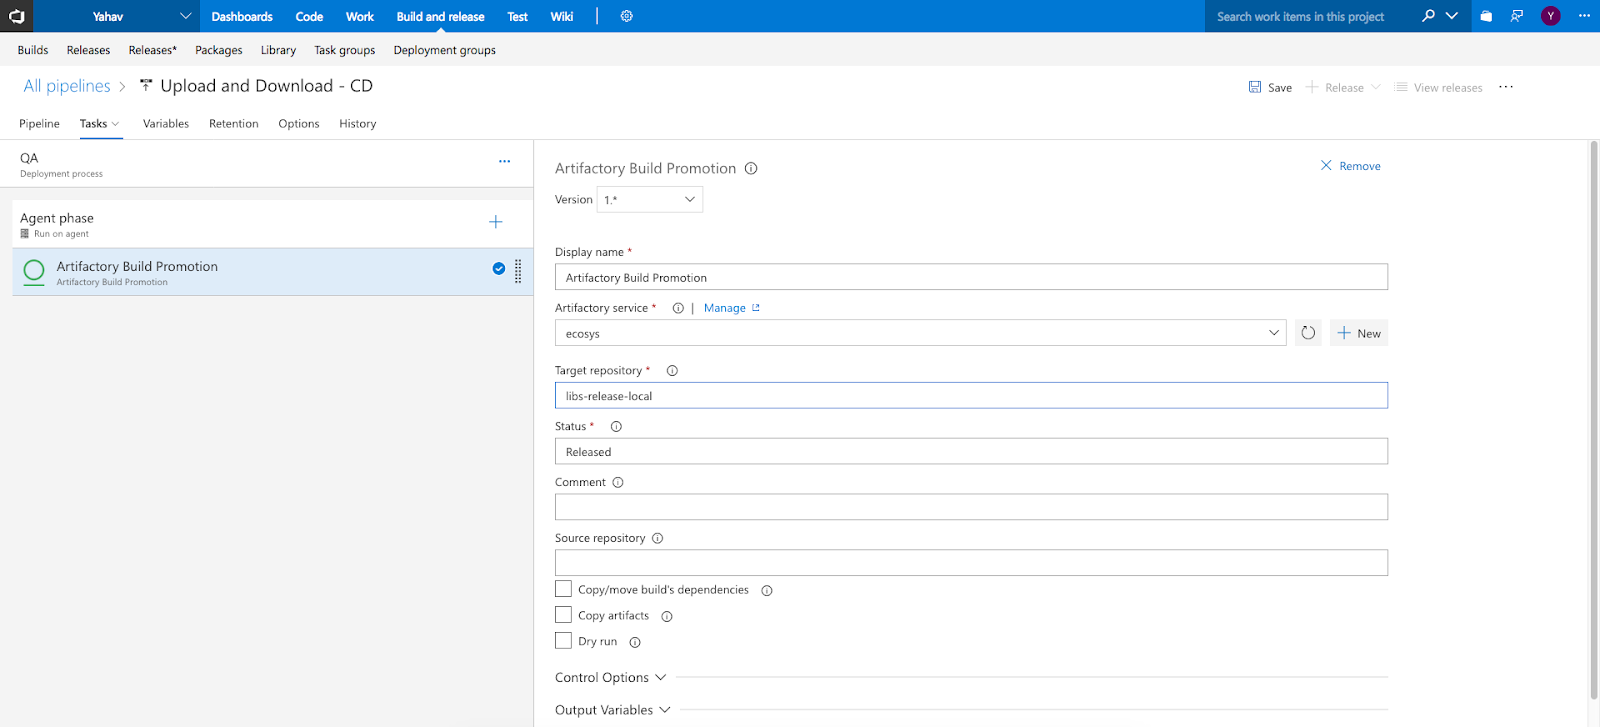 Yahav Dashboards Code Work Build and release Test Wiki Search work items in this project Y
Builds Releases Releases* Packages Library Task groups Deployment groups
All pipelines > Upload and Download - CD Save Release View releases ...
Pipeline Tasks Variables Retention Options History
QA
Deployment process
Agent phase
Run on agent
Artifactory Build Promotion
Artifactory Build Promotion
Artifactory Build Promotion Remove
Version 1.*
Display name *
Artifactory Build Promotion
Artifactory service * | Manage
ecosys New
Target repository *
libs-release-local
Status *
Released
Comment
Source repository
Copy/move build's dependencies
Copy artifacts
Dry run
Control Options
Output Variables